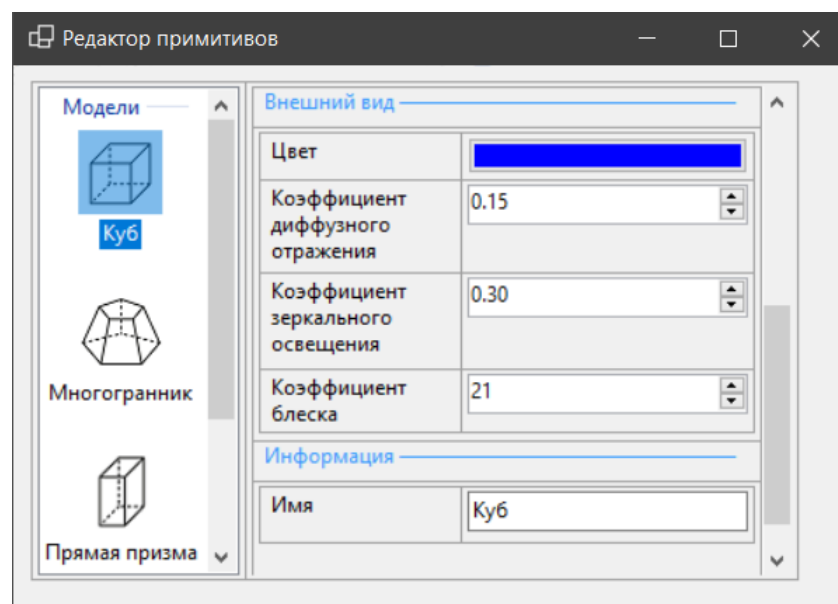 Редактор примитивов
Модели
Куб
Многогранник
Прямая призма
Внешний вид
Цвет
Коэффициент
диффузного
отражения
0.15
Коэффициент
зеркального
освещения
0.30
Коэффициент
блеска
21
Информация
Имя
Куб